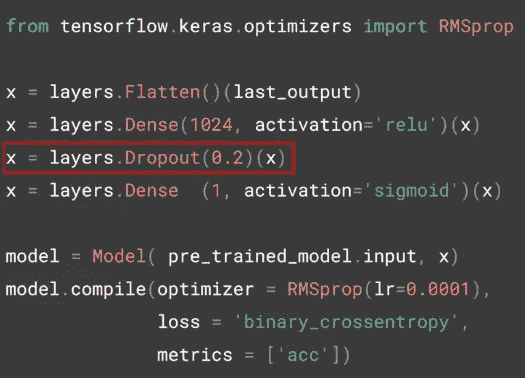 from tensorflow.keras.optimizers import RMSprop
x = layers.Flatten()(last_output)
x = layers.Dense(1024, activation='relu')(x)
x = layers.Dropout(0.2)(x)
x = layers.Dense  (1, activation='sigmoid')(x)
model = Model( pre_trained_model.input, x)
model.compile(optimizer = RMSprop(lr=0.0001),
loss = 'binary_crossentropy',
metrics = ['acc'])